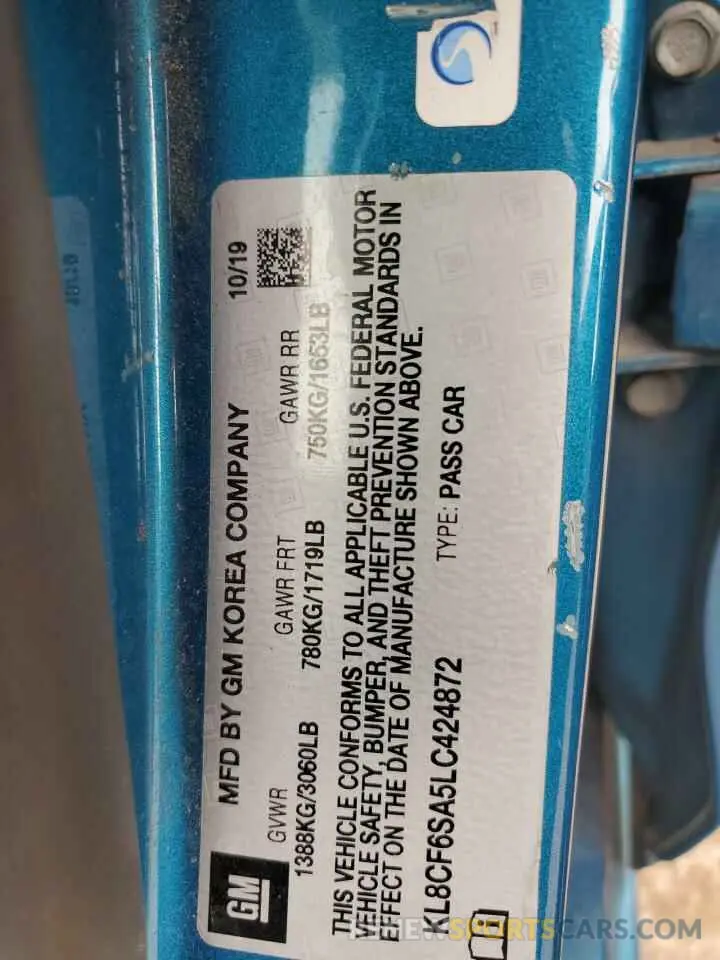 GM
MFD BY GM KOREA COMPANY 10/19
GVWR GAWR FRT GAWR RR
1388KG/3060LB 780KG/1719LB 750KG/1653LB
THIS VEHICLE CONFORMS TO ALL APPLICABLE U.S. FEDERAL MOTOR
VEHICLE SAFETY, BUMPER, AND THEFT PREVENTION STANDARDS IN
EFFECT ON THE DATE OF MANUFACTURE SHOWN ABOVE.
KL8CF6SA5LC424872 TYPE: PASS CAR
REVIEWSPORTSCARS.COM